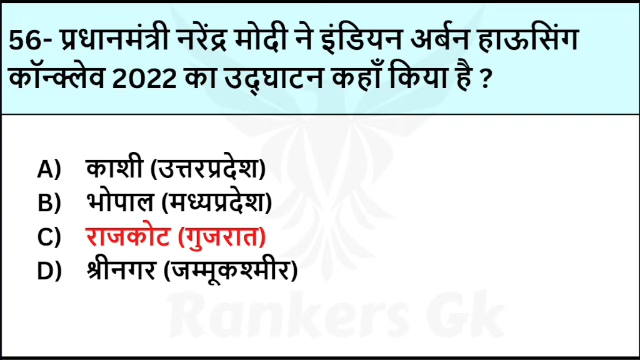 56- प्रधानमंत्री नरेंद्र मोदी ने इंडियन अर्बन हाऊसिंग
कॉन्क्लेव 2022 का उद्घाटन कहाँ किया है ?
A) काशी (उत्तरप्रदेश)
B) भोपाल (मध्यप्रदेश)
C) राजकोट (गुजरात)
D) श्रीनगर (जम्मूकश्मीर)
Rankers Gk